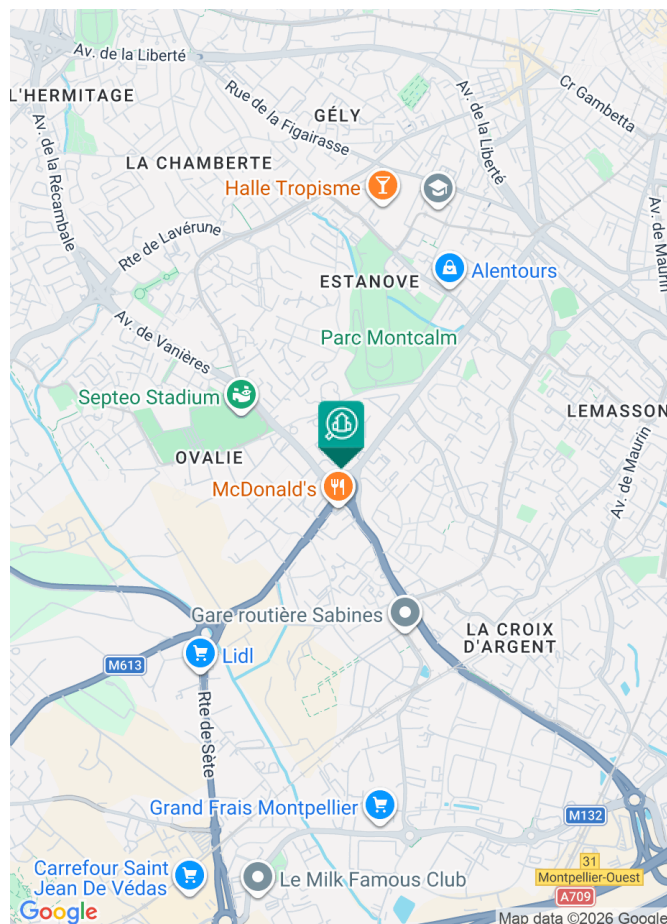 Av. de la Liberté
Cr Gambetta
L'HERMITAGE
Rue de la Figairasse
GÉLY
Av. de la Liberté
Av. de la Récambale
LA CHAMBERTE
Halle Tropisme
Av. de Maurin
Rte de Lavérune
ESTANOVE
Alentours
Av. de Vanières
Parc Montcalm
Septeo Stadium
LEMASSON
OVALIE
Av. de Maurin
McDonald's
Gare routière Sabines
LA CROIX
D'ARGENT
M613
Lidl
Rte de Sète
Grand Frais Montpellier
M132
Carrefour Saint
Jean De Védas
Le Milk Famous Club
31
Montpellier-Ouest
A709
Google
Map data ©2026 Google